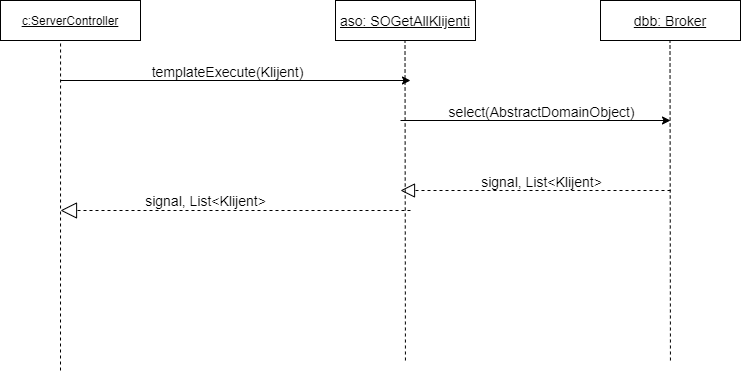 c:ServerController
aso: SOGetAllKlijenti
dbb: Broker
templateExecute(Klijent)
select(AbstractDomainObject)
signal, List<Klijent>
signal, List<Klijent>